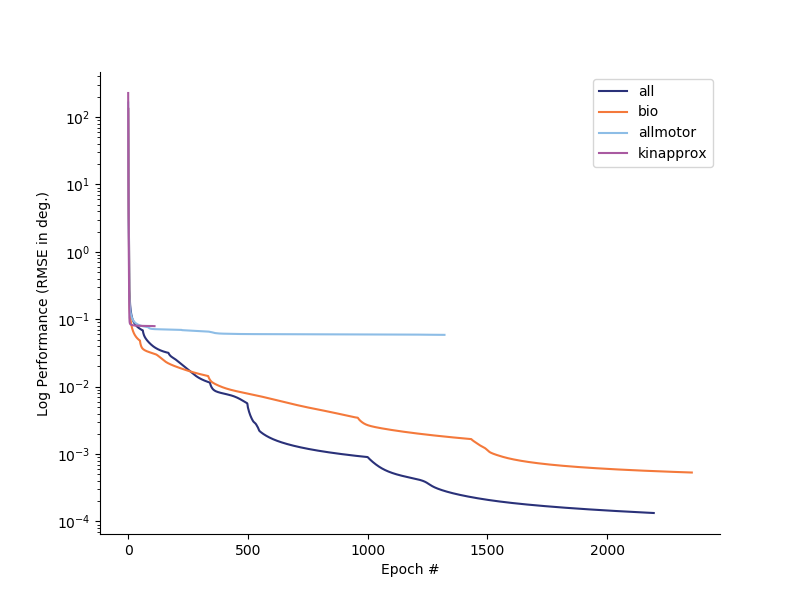 all
bio
allmotor
kinapprox
Log Performance (RMSE in deg.)
10²
10¹
10⁰
10⁻¹
10⁻²
10⁻³
10⁻⁴
0 500 1000 1500 2000
Epoch #